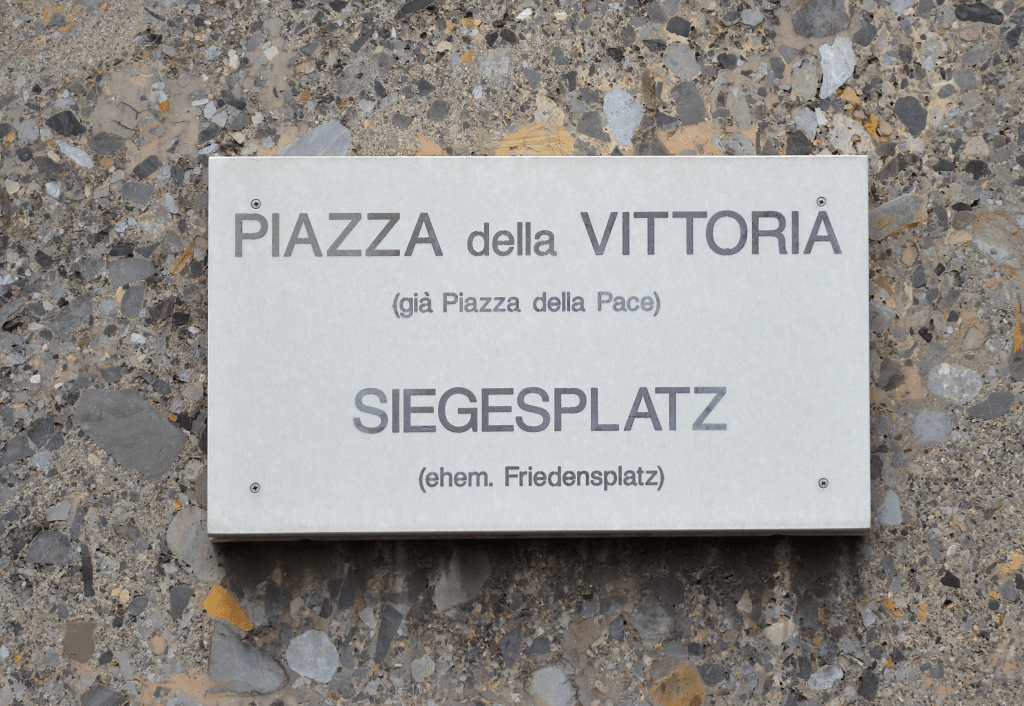 PIAZZA della VITTORIA
(già Piazza della Pace)
SIEGESPLATZ
(ehem. Friedensplatz)